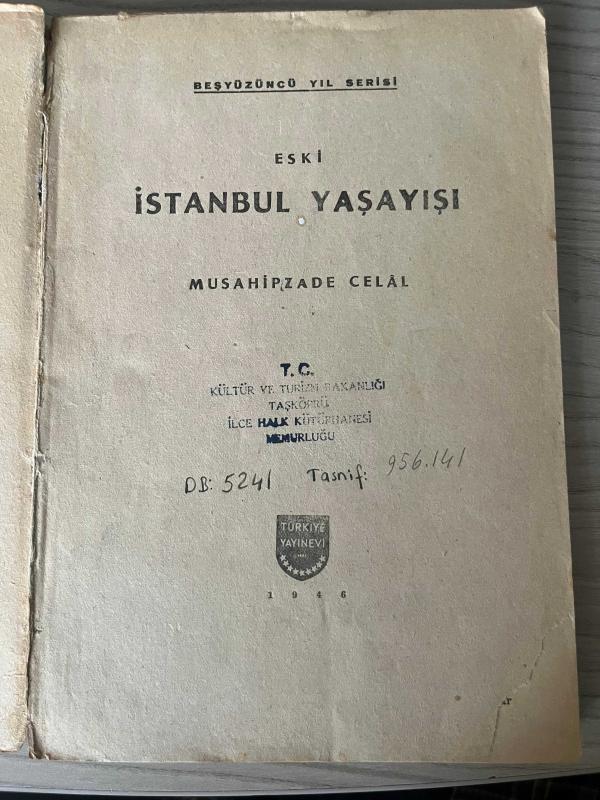 BEŞYÜZÜNCÜ YIL SERİSİ
ESKİ
İSTANBUL YAŞAYIŞI
MUSAHİPZADE CELÂL
T. C.
KÜLTÜR VE TURİZM BAKANLIĞI
TAŞKÖPRÜ
İLÇE HALK KÜTÜPHANESİ
MEMURLUĞU
DB: 5241 Tasnif: 956.141
TÜRKİYE
YAYINEVİ
1946